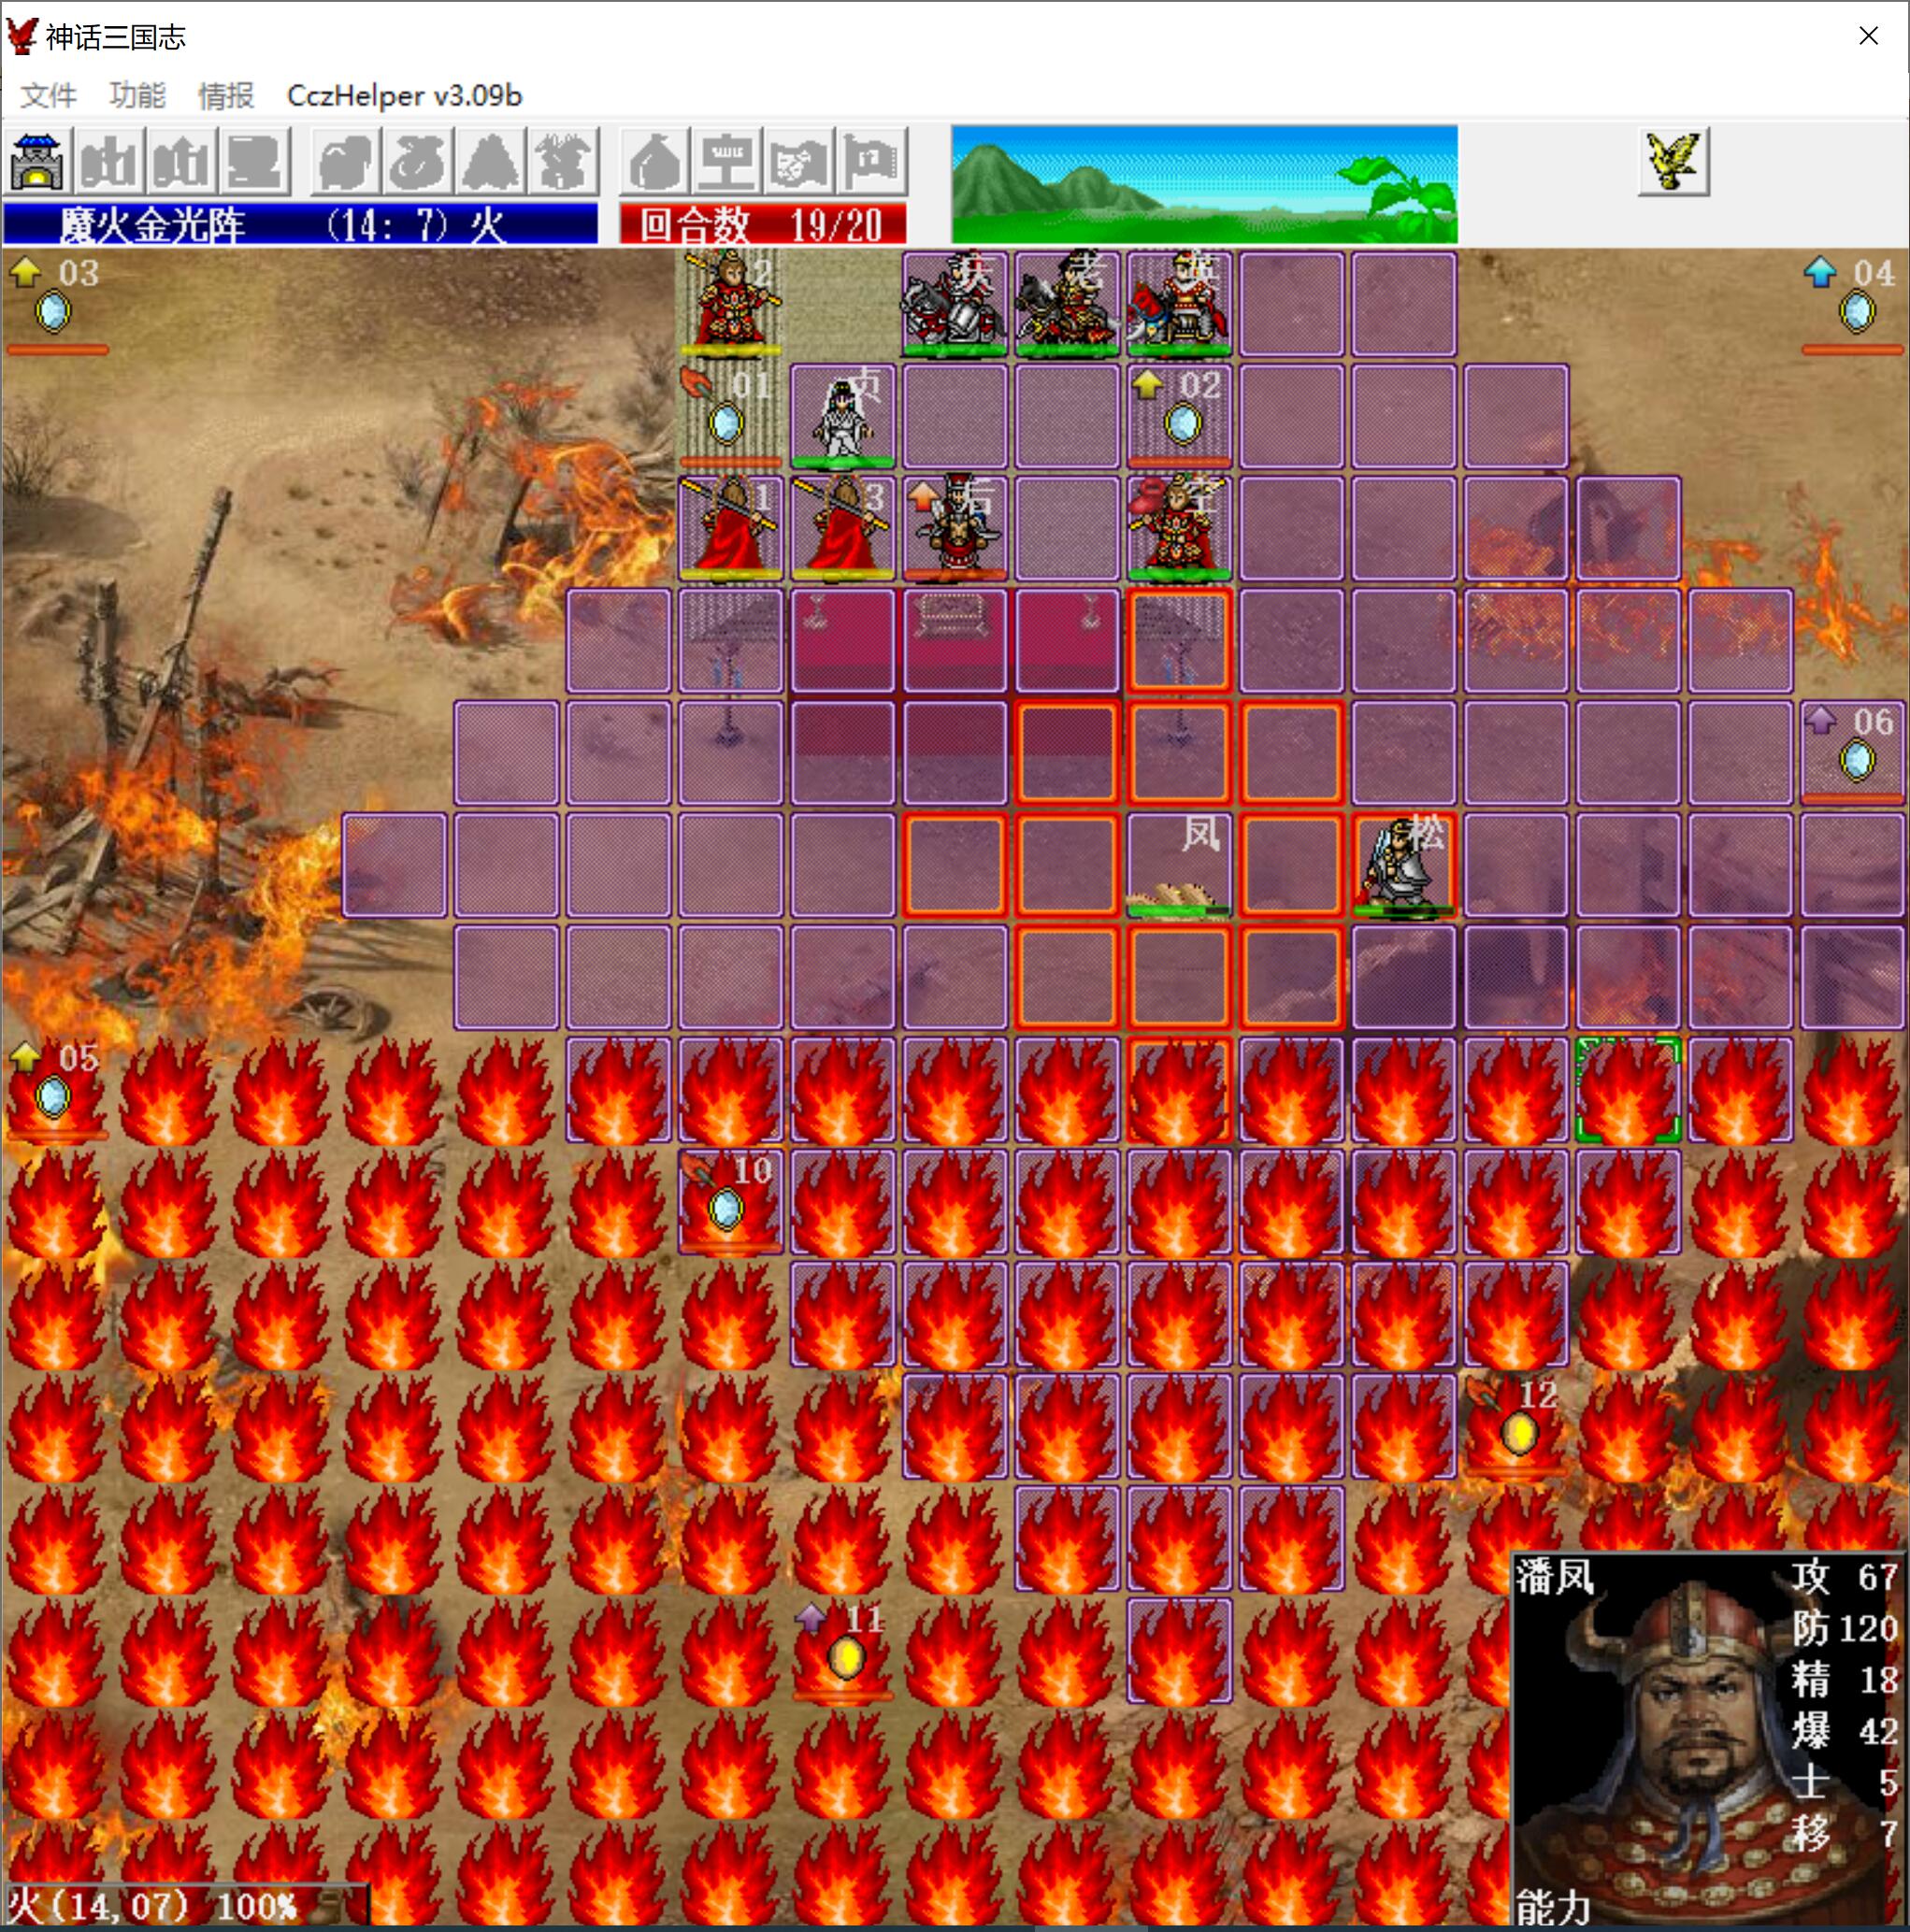 神话三国志
文件 功能 情报 CczHelper v3.09b
魔火金光阵 (14: 7) 火 回合数 19/20
03 2 04
01 贞 02
1 3 后 空
06
凤 松
05
10
12
11
潘凤 攻 67
防 120
精 18
爆 42
士 5
移 7
能力
火(14,07) 100%